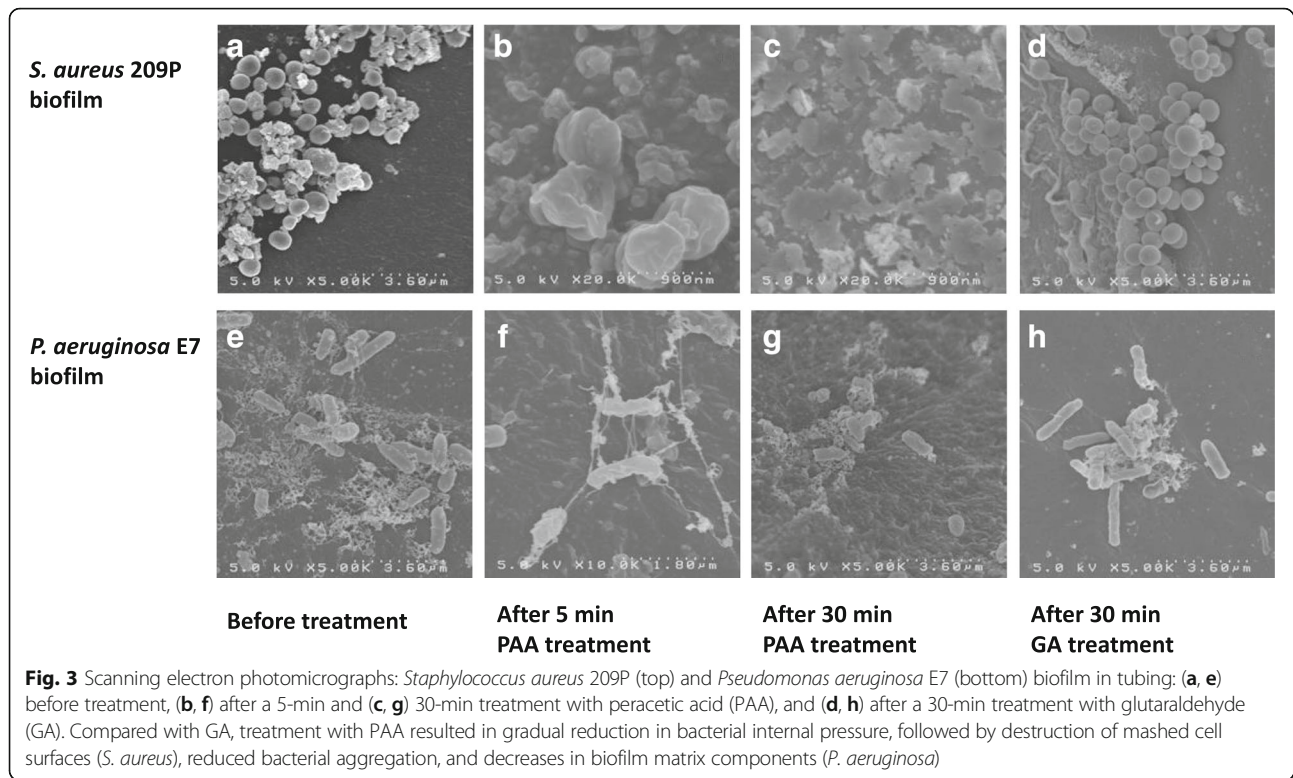 S. aureus 209P
biofilm
a
b
c
d
5.0 kV X5.00K 3.60µm
5.0 kV X20.0K 900nm
5.0 kV X20.0K 900nm
5.0 kV X5.00K 3.60µm
P. aeruginosa E7
biofilm
e
f
g
h
5.0 kV X5.00K 3.60µm
5.0 kV X10.0K 1.80µm
5.0 kV X5.00K 3.60µm
5.0 kV X5.00K 3.60µm
Before treatment
After 5 min
PAA treatment
After 30 min
PAA treatment
After 30 min
GA treatment
Fig. 3 Scanning electron photomicrographs: Staphylococcus aureus 209P (top) and Pseudomonas aeruginosa E7 (bottom) biofilm in tubing: (a, e)
before treatment, (b, f) after a 5-min and (c, g) 30-min treatment with peracetic acid (PAA), and (d, h) after a 30-min treatment with glutaraldehyde
(GA). Compared with GA, treatment with PAA resulted in gradual reduction in bacterial internal pressure, followed by destruction of mashed cell
surfaces (S. aureus), reduced bacterial aggregation, and decreases in biofilm matrix components (P. aeruginosa)